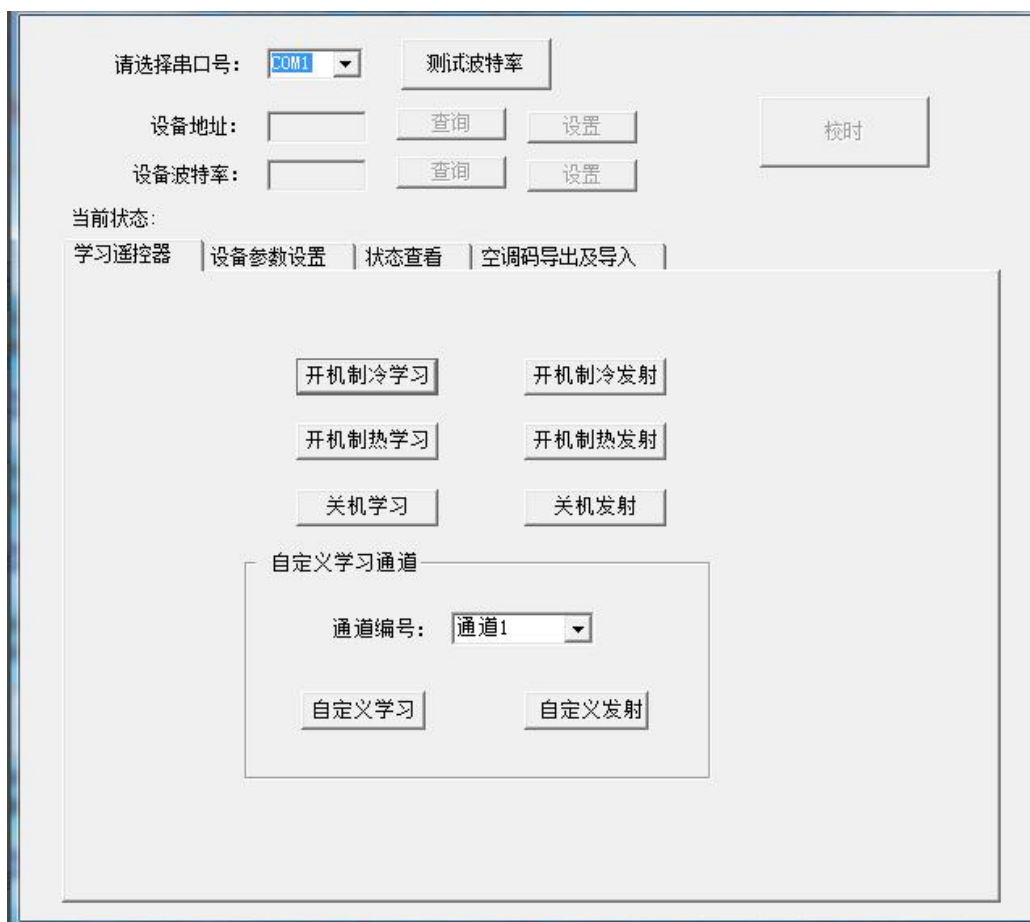 请选择串口号： COM1 测试波特率
设备地址： 查询 设置 校时
设备波特率： 查询 设置
当前状态:
学习遥控器 设备参数设置 状态查看 空调码导出及导入
开机制冷学习 开机制冷发射
开机制热学习 开机制热发射
关机学习 关机发射
自定义学习通道
通道编号： 通道1
自定义学习 自定义发射